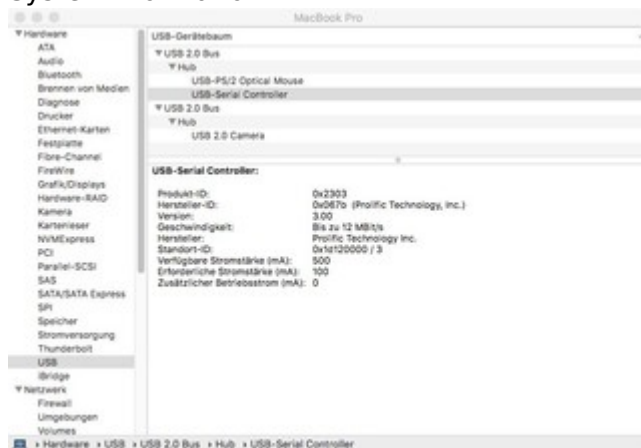 MacBook Pro
Hardware
ATA
Audio
Bluetooth
Brennen von Medien
Diagnose
Drucker
Ethernet-Karten
Festplatte
Fibre-Channel
FireWire
Grafik/Displays
Hardware-RAID
Kamera
Kartenleser
NVMExpress
PCI
Parallel-SCSI
SAS
SATA/SATA Express
SPI
Speicher
Stromversorgung
Thunderbolt
USB
iBridge
Netzwerk
Firewall
Umgebungen
Volumes
USB-Gerätebaum
USB 2.0 Bus
Hub
USB-PS/2 Optical Mouse
USB-Serial Controller
USB 2.0 Bus
Hub
USB 2.0 Camera
USB-Serial Controller:
Produkt-ID: 0x2303
Hersteller-ID: 0x067b (Prolific Technology, Inc.)
Version: 3.00
Geschwindigkeit: Bis zu 12 MBit/s
Hersteller: Prolific Technology Inc.
Standort-ID: 0x1d120000 / 3
Verfügbare Stromstärke (mA): 500
Erforderliche Stromstärke (mA): 100
Zusätzlicher Betriebsstrom (mA): 0
Hardware › USB › USB 2.0 Bus › Hub › USB-Serial Controller